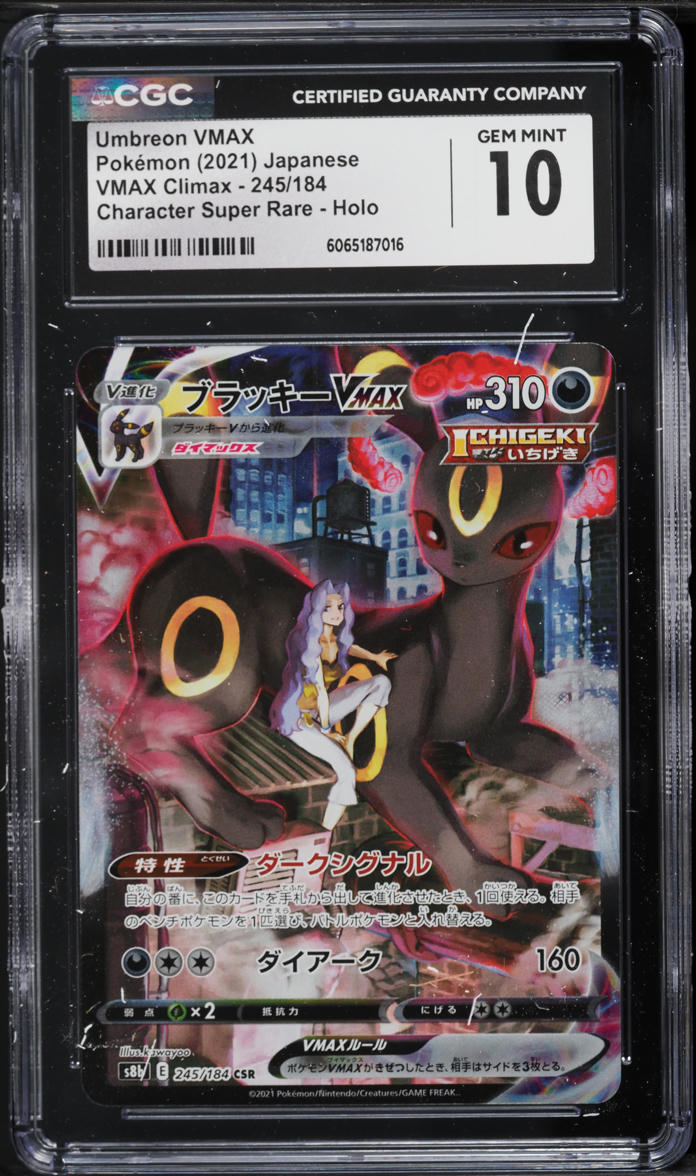 CGC
CERTIFIED GUARANTY COMPANY
Umbreon VMAX
Pokémon (2021) Japanese
VMAX Climax - 245/184
Character Super Rare - Holo
GEM MINT
10
6065187016
V進化
ブラッキーVMAX
HP 310
ブラッキーVから進化
ダイマックス
ICHIGEKI
いちげき
特性 とくせい ダークシグナル
自分の番に、このカードを手札から出して進化させたとき、1回使える。相手
のベンチポケモンを1匹選び、バトルポケモンと入れ替える。
ダイアーク 160
弱点 ×2 抵抗力 にげる
Illus. kawayoo
VMAXルール
ポケモンVMAXがきぜつしたとき、相手はサイドを3枚とる。
s8b E 245/184 CSR
©2021 Pokémon/Nintendo/Creatures/GAME FREAK.